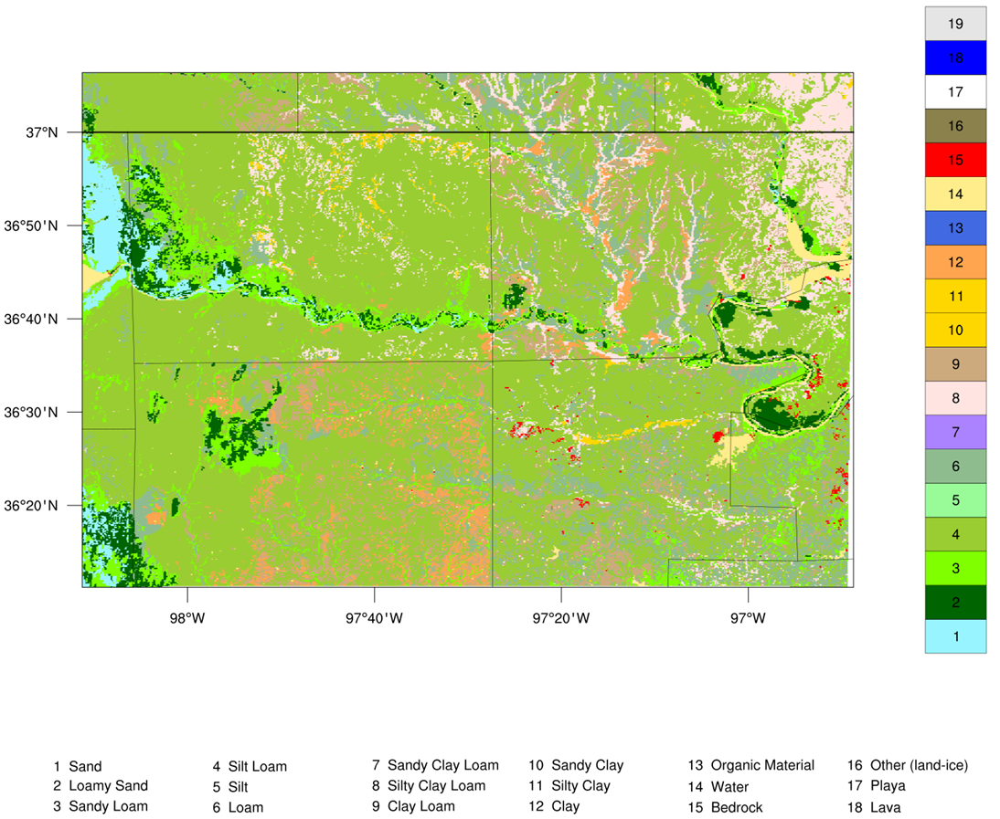 19
18
17
37°N
16
15
14
36°50'N
13
12
11
36°40'N
10
9
8
36°30'N
7
6
36°20'N
5
4
3
2
98°W 97°40'W 97°20'W 97°W
1
1 Sand 4 Silt Loam 7 Sandy Clay Loam 10 Sandy Clay 13 Organic Material 16 Other (land-ice)
2 Loamy Sand 5 Silt 8 Silty Clay Loam 11 Silty Clay 14 Water 17 Playa
3 Sandy Loam 6 Loam 9 Clay Loam 12 Clay 15 Bedrock 18 Lava